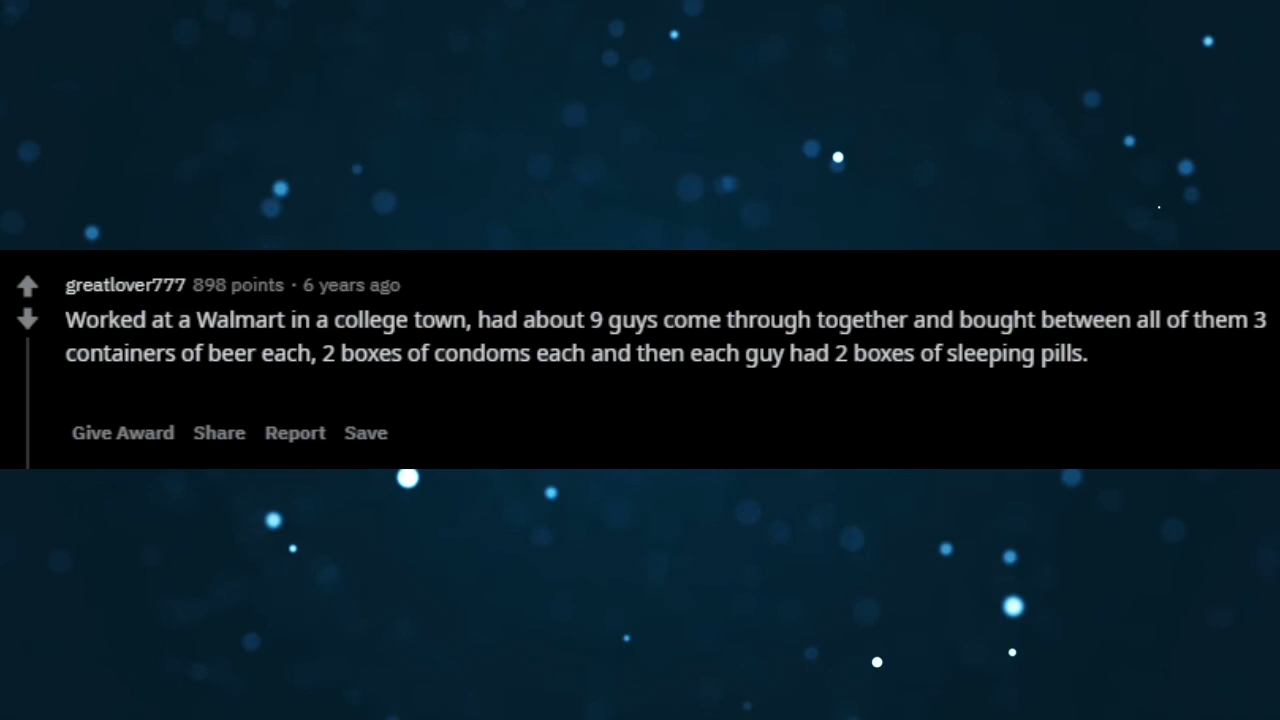 greatlover777 898 points · 6 years ago
Worked at a Walmart in a college town, had about 9 guys come through together and bought between all of them 3
containers of beer each, 2 boxes of condoms each and then each guy had 2 boxes of sleeping pills.
Give Award Share Report Save